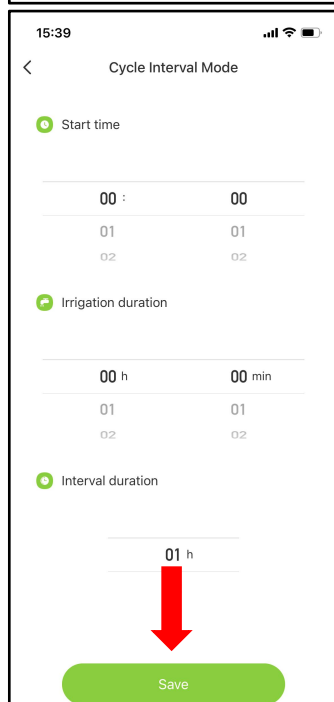 15:39
Cycle Interval Mode
Start time
00 : 00
01 01
02 02
Irrigation duration
00 h 00 min
01 01
02 02
Interval duration
01 h
Save